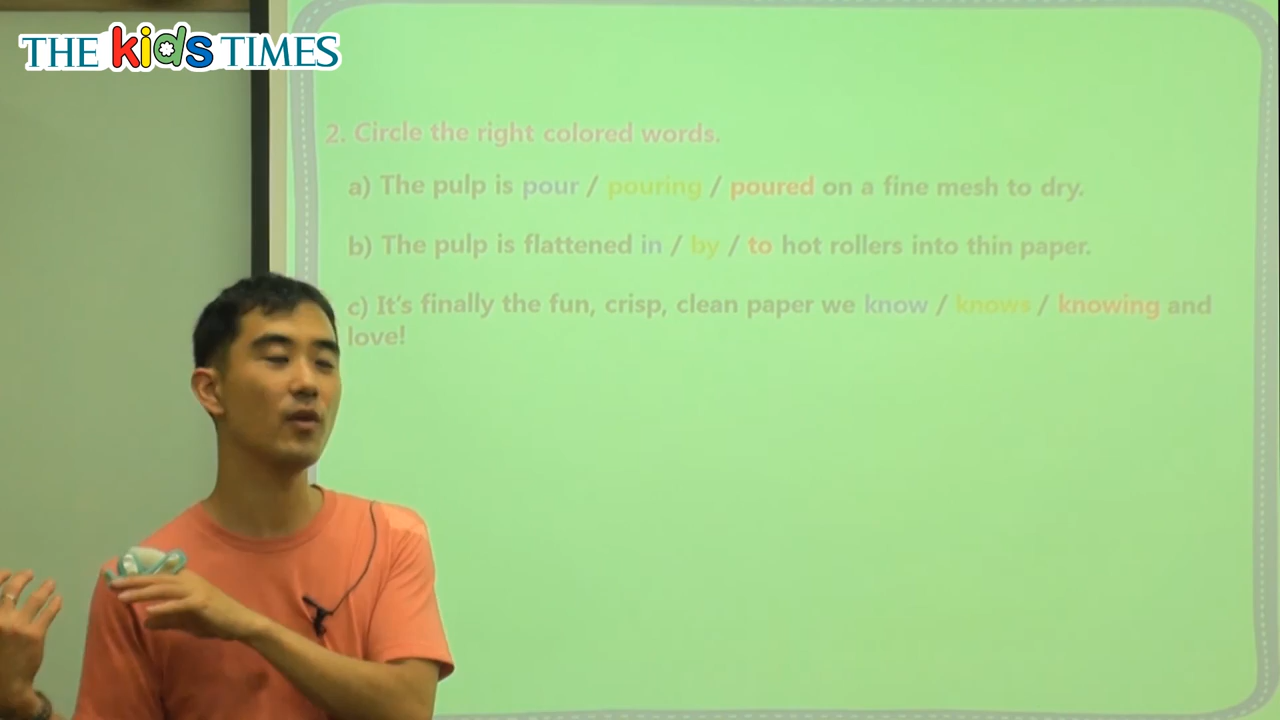 THE kids TIMES
2. Circle the right colored words.
a) The pulp is pour / pouring / poured on a fine mesh to dry.
b) The pulp is flattened in / by / to hot rollers into thin paper.
c) It's finally the fun, crisp, clean paper we know / knows / knowing and
love!